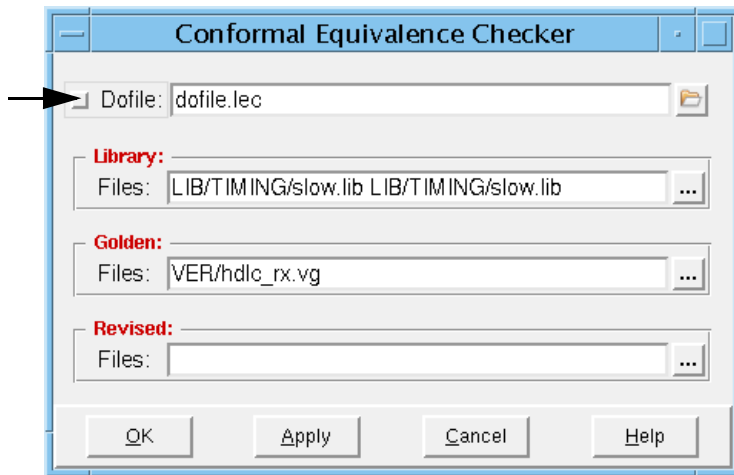 Conformal Equivalence Checker
Dofile: dofile.lec
Library:
Files: LIB/TIMING/slow.lib LIB/TIMING/slow.lib ...
Golden:
Files: VER/hdlc_rx.vg ...
Revised:
Files: ...
OK Apply Cancel Help